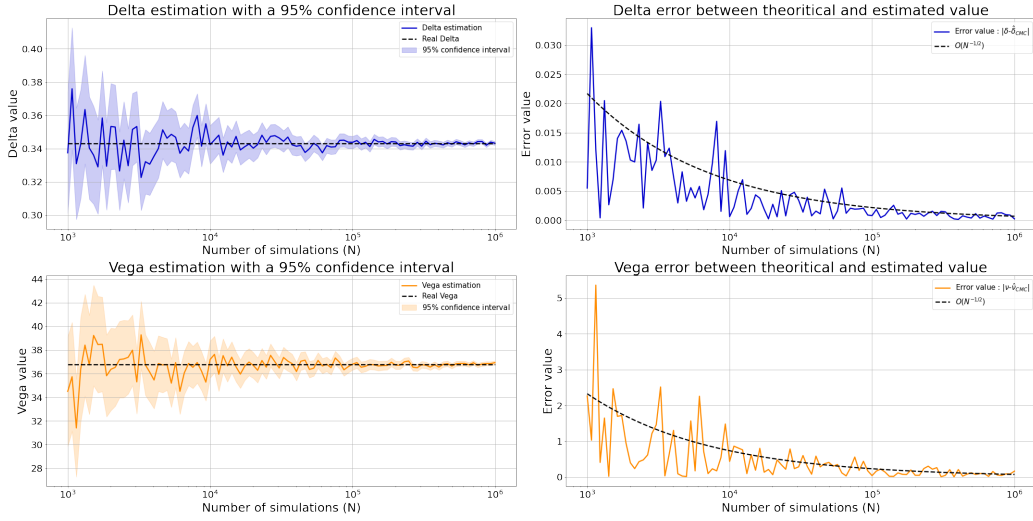 Delta estimation with a 95% confidence interval
Delta value
0.40
0.38
0.36
0.34
0.32
0.30
Delta estimation
Real Delta
95% confidence interval
10³
10⁴
10⁵
10⁶
Number of simulations (N)
Delta error between theoritical and estimated value
Error value
0.030
0.025
0.020
0.015
0.010
0.005
0.000
Error value : |δ-δ̂_CMC|
O(N^{-1/2})
10³
10⁴
10⁵
10⁶
Number of simulations (N)
Vega estimation with a 95% confidence interval
Vega value
44
42
40
38
36
34
32
30
28
Vega estimation
Real Vega
95% confidence interval
10³
10⁴
10⁵
10⁶
Number of simulations (N)
Vega error between theoritical and estimated value
Error value
5
4
3
2
1
0
Error value : |ν-ν̂_CMC|
O(N^{-1/2})
10³
10⁴
10⁵
10⁶
Number of simulations (N)